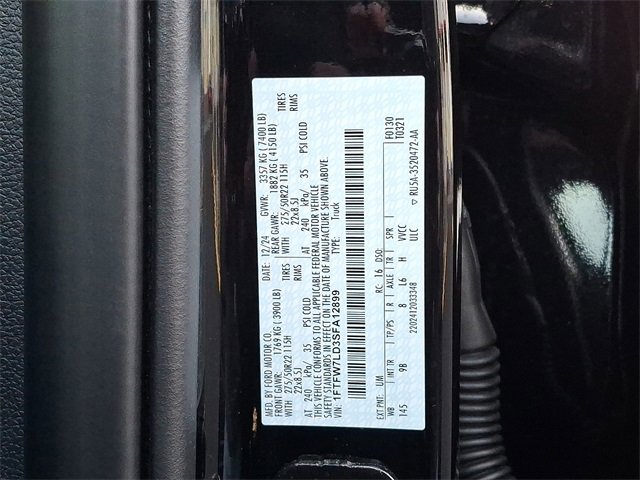 MFD. BY FORD MOTOR CO. DATE: 12/24 GVWR: 3357 KG ( 7400 LB)
FRONT GAWR: 1769 KG ( 3900 LB) REAR GAWR: 1882 KG ( 4150 LB)
WITH 275/50R22 115H TIRES WITH 275/50R22 115H TIRES
22x8.5J RIMS 22x8.5J RIMS
AT 240 kPa/ 35 PSI COLD AT 240 kPa/ 35 PSI COLD
THIS VEHICLE CONFORMS TO ALL APPLICABLE FEDERAL MOTOR VEHICLE
SAFETY STANDARDS IN EFFECT ON THE DATE OF MANUFACTURE SHOWN ABOVE.
VIN: 1FTFW7LD3SFA12899 TYPE: Truck
EXT PNT: UM RC: 16 DSO: F0130
WB INT TR TP/PS R AXLE TR SPR T0321
145 9B 8 L6 H VVCC
2202412033348 ULC ▽ RU5A-3520472-AA